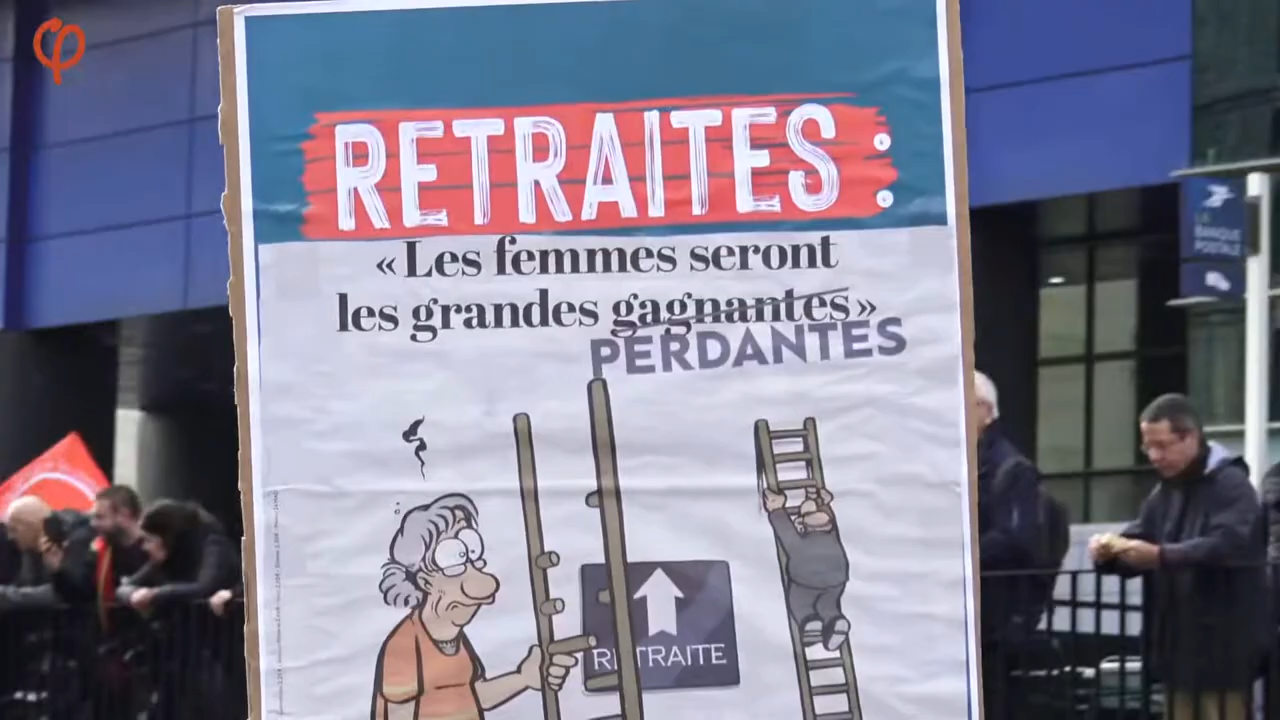 RETRAITES :
« Les femmes seront
les grandes gagnantes »
PERDANTES
RETRAITE
LA
BANQUE
POSTALE